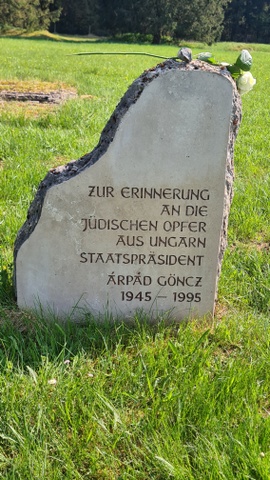 ZUR ERINNERUNG
AN DIE
JÜDISCHEN OPFER
AUS UNGARN
STAATSPRÄSIDENT
ÁRPÁD GÖNCZ
1945 – 1995